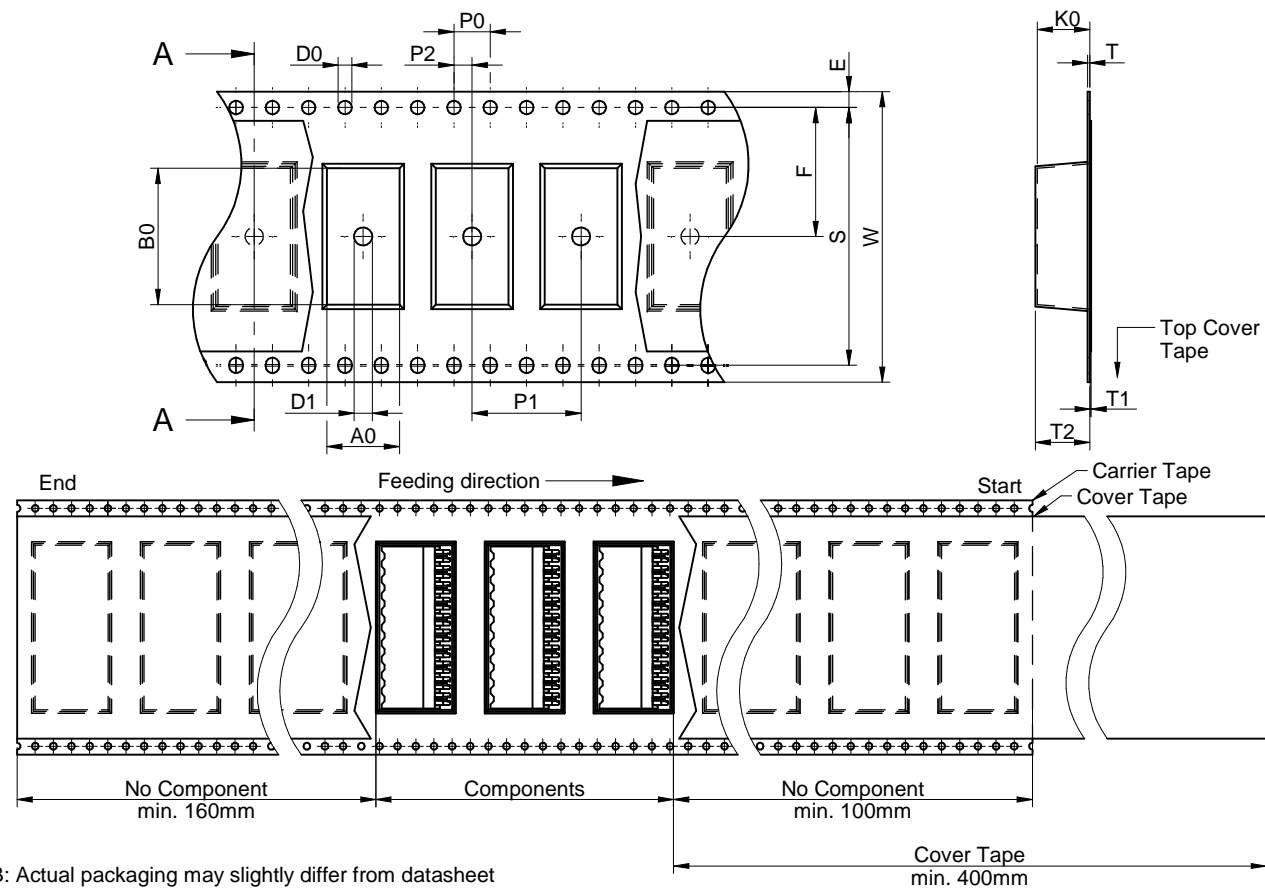 A
D0
P0
P2
E
K0
T
B0
F
S
W
Top Cover
Tape
A
D1
A0
P1
T1
T2
End
Feeding direction
Start
Carrier Tape
Cover Tape
No Component
min. 160mm
Components
No Component
min. 100mm
Cover Tape
min. 400mm
: Actual packaging may slightly differ from datasheet